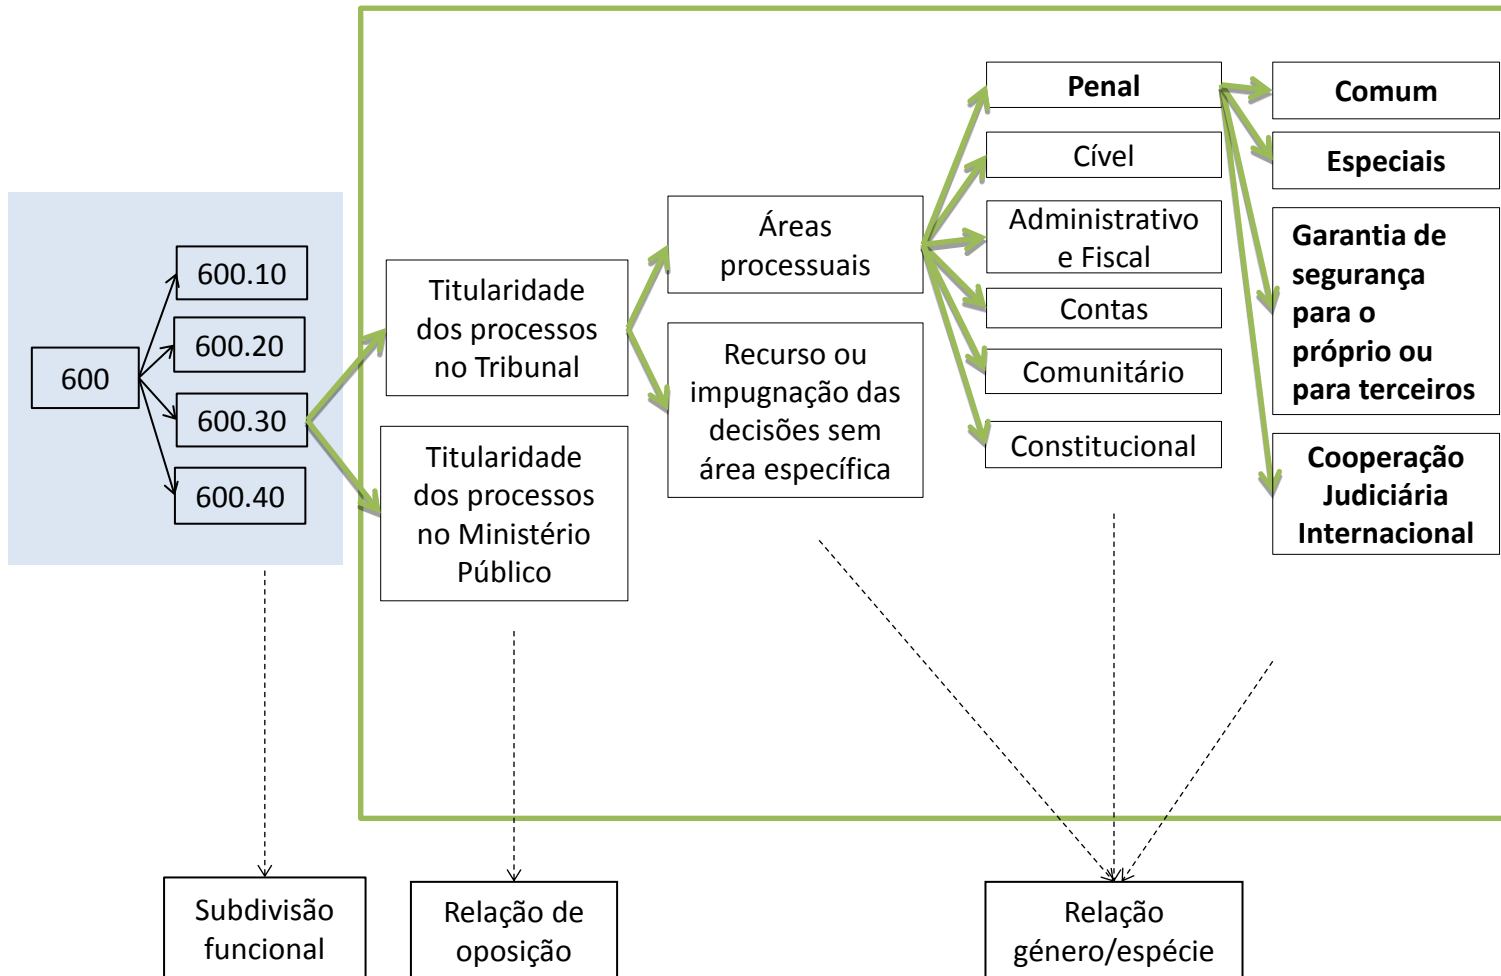 600
600.10
600.20
600.30
600.40
Titularidade
dos processos
no Tribunal
Titularidade
dos processos
no Ministério
Público
Áreas
processuais
Recurso ou
impugnação das
decisões sem
área específica
Penal
Cível
Administrativo
e Fiscal
Contas
Comunitário
Constitucional
Comum
Especiais
Garantia de
segurança
para o
próprio ou
para terceiros
Cooperação
Judiciária
Internacional
Subdivisão
funcional
Relação de
oposição
Relação
género/espécie